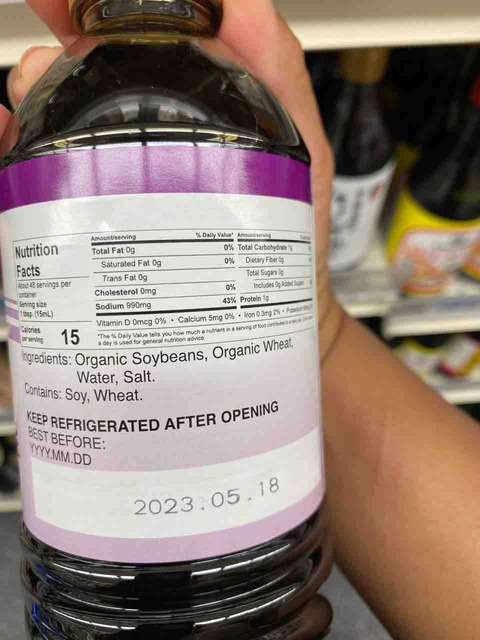 Nutrition
Facts
About 48 servings per
container
Serving size
1 tbsp. (15mL)
Calories
per serving 15
Amount/serving % Daily Value* Amount/serving
Total Fat 0g 0% Total Carbohydrate 1g
Saturated Fat 0g 0% Dietary Fiber 0g
Trans Fat 0g Total Sugars 0g
Cholesterol 0mg 0% Includes 0g Added Sugars
Sodium 990mg 43% Protein 1g
Vitamin D 0mcg 0% • Calcium 5mg 0% • Iron 0.3mg 2% • Potassium
*The % Daily Value tells you how much a nutrient in a serving of food contributes to a daily diet.
a day is used for general nutrition advice.
Ingredients: Organic Soybeans, Organic Wheat,
Water, Salt.
Contains: Soy, Wheat.
KEEP REFRIGERATED AFTER OPENING
BEST BEFORE:
YYYY.MM.DD
2023.05.18